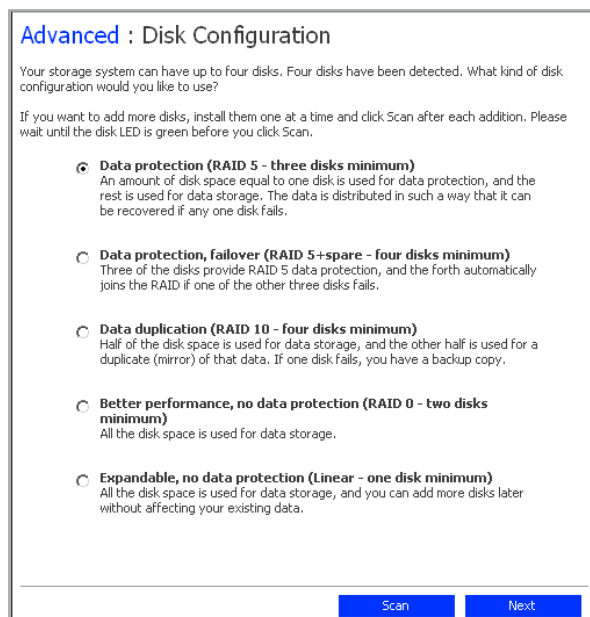 Advanced : Disk Configuration
Your storage system can have up to four disks. Four disks have been detected. What kind of disk
configuration would you like to use?
If you want to add more disks, install them one at a time and click Scan after each addition. Please
wait until the disk LED is green before you click Scan.
Data protection (RAID 5 - three disks minimum)
An amount of disk space equal to one disk is used for data protection, and the
rest is used for data storage. The data is distributed in such a way that it can
be recovered if any one disk fails.
Data protection, failover (RAID 5+spare - four disks minimum)
Three of the disks provide RAID 5 data protection, and the forth automatically
joins the RAID if one of the other three disks fails.
Data duplication (RAID 10 - four disks minimum)
Half of the disk space is used for data storage, and the other half is used for a
duplicate (mirror) of that data. If one disk fails, you have a backup copy.
Better performance, no data protection (RAID 0 - two disks
minimum)
All the disk space is used for data storage.
Expandable, no data protection (Linear - one disk minimum)
All the disk space is used for data storage, and you can add more disks later
without affecting your existing data.
Scan Next